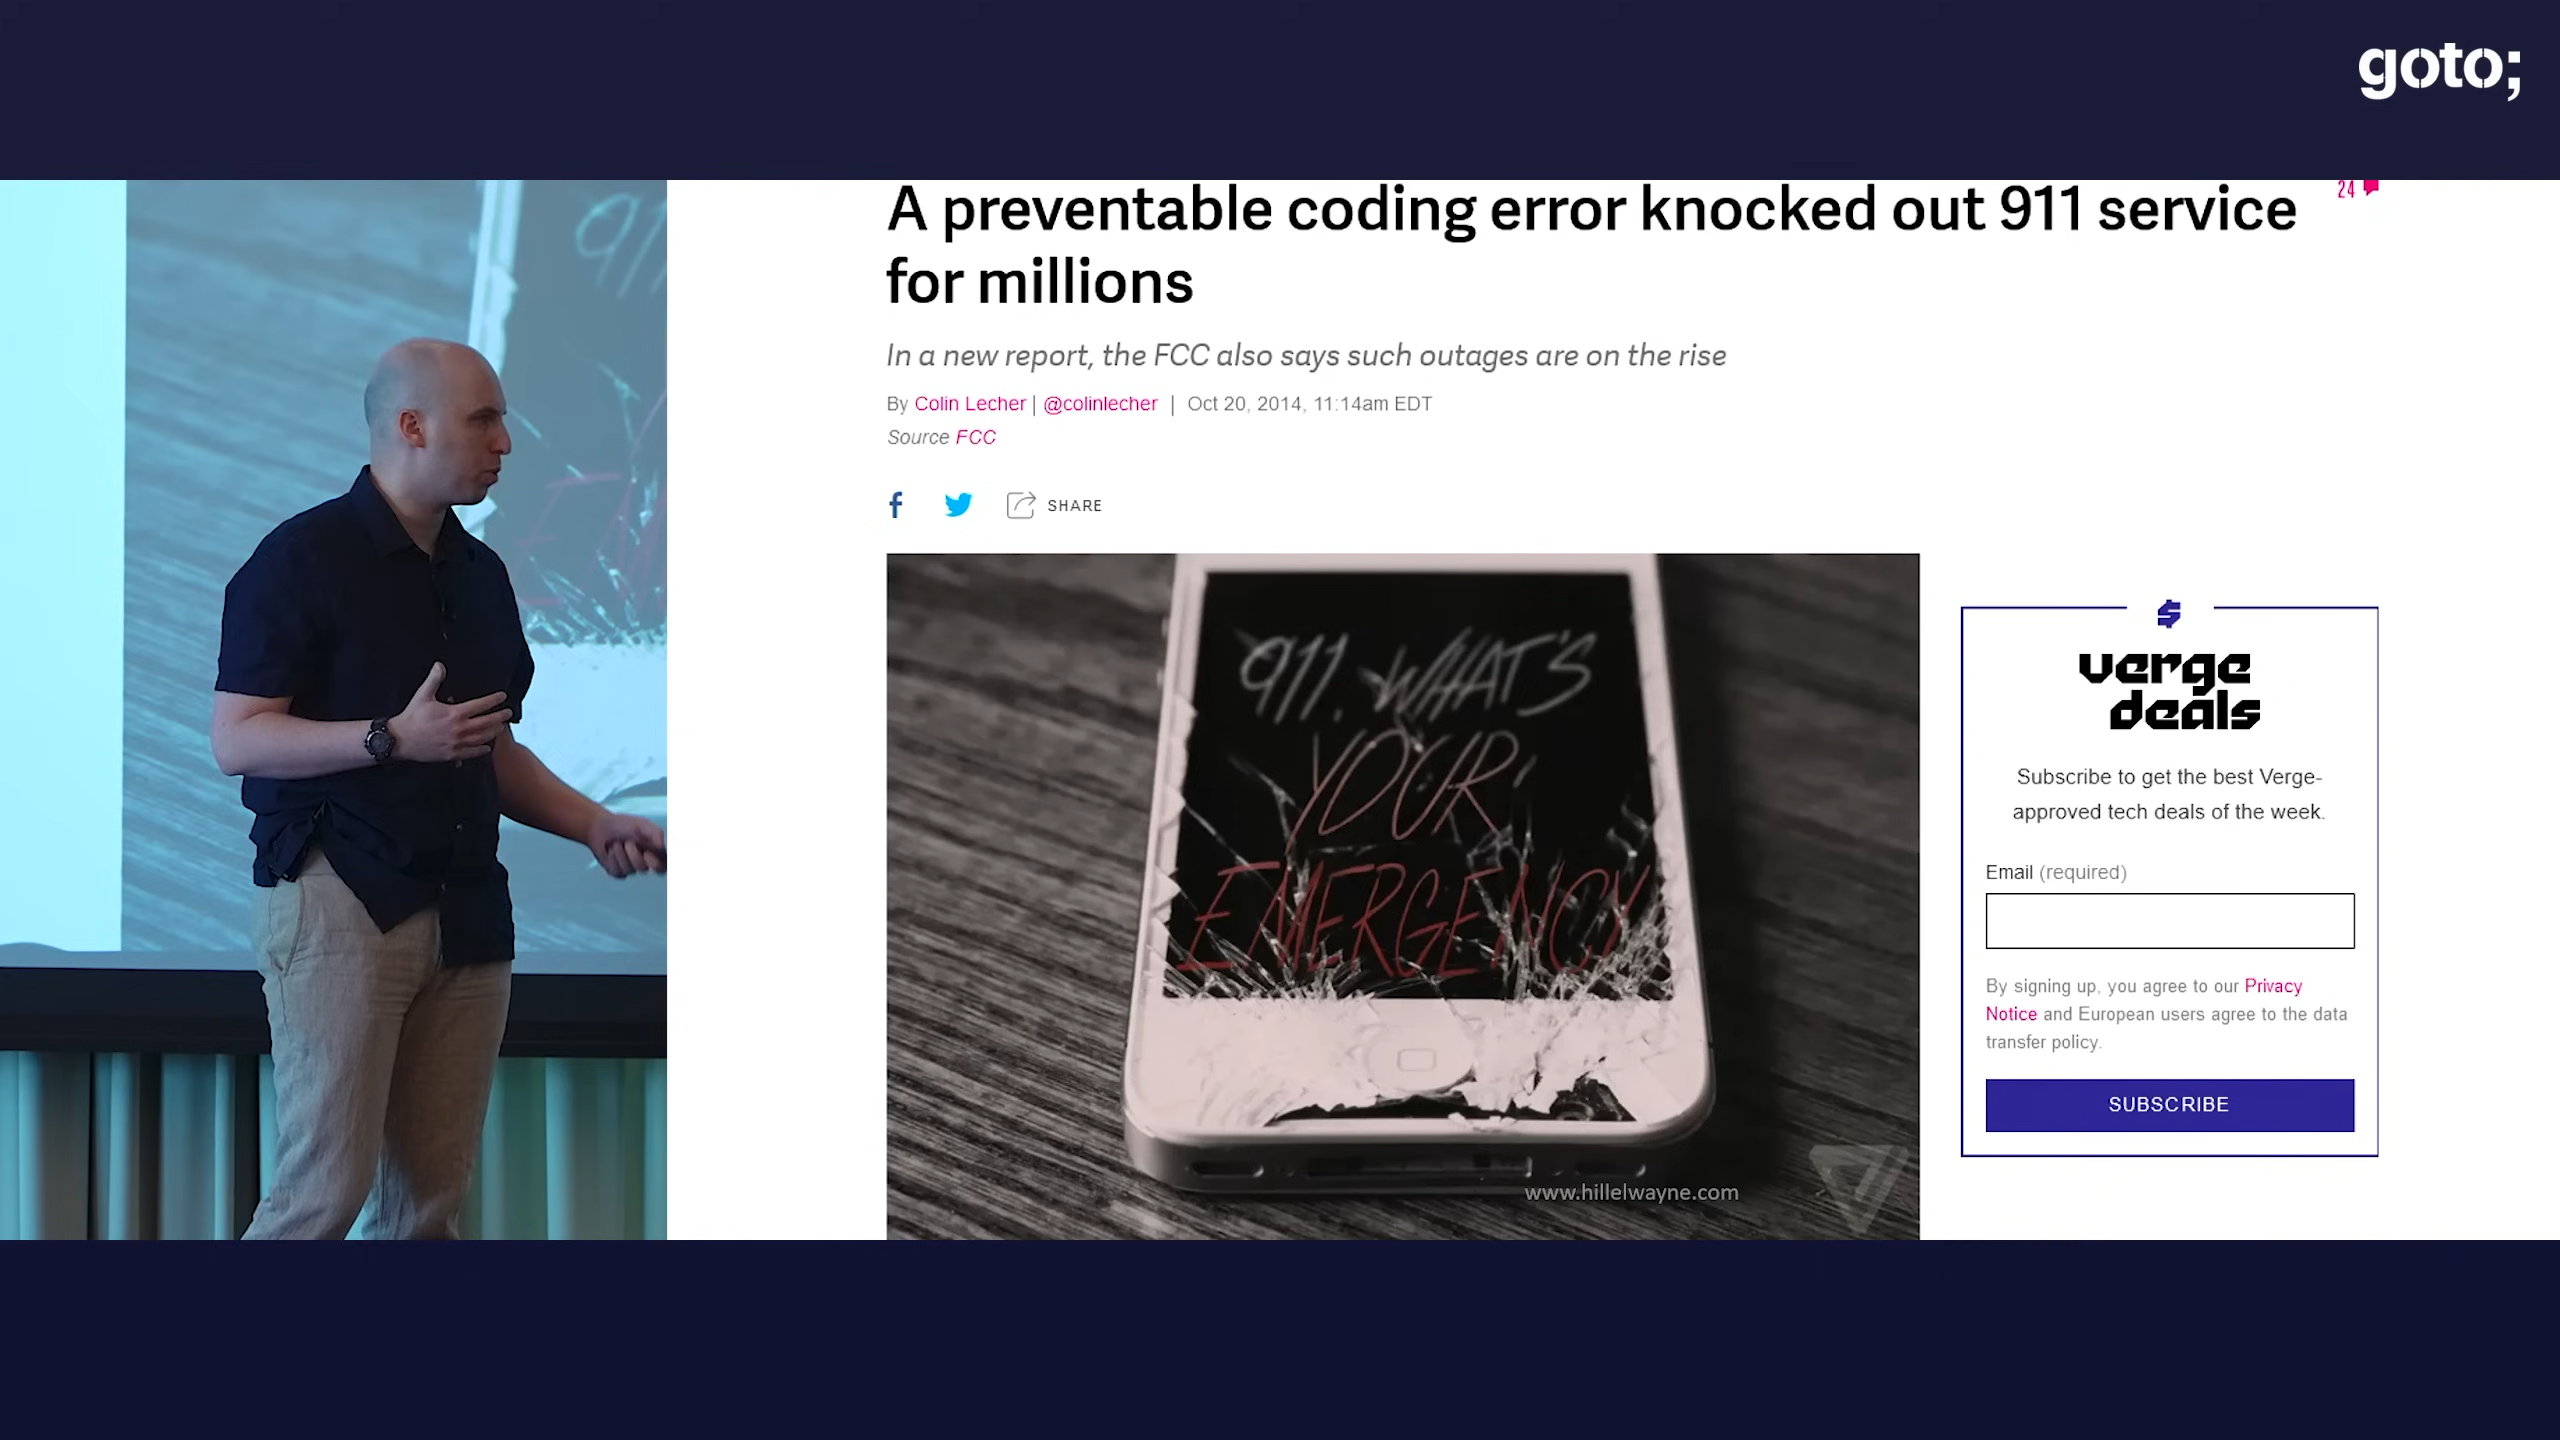 goto;
A preventable coding error knocked out 911 service
for millions
24
In a new report, the FCC also says such outages are on the rise
By Colin Lecher | @colinlecher | Oct 20, 2014, 11:14am EDT
Source FCC
f
SHARE
911. WHAT'S
YOUR
EMERGENCY
www.hillelwayne.com
$
verge
deals
Subscribe to get the best Verge-
approved tech deals of the week.
Email (required)
By signing up, you agree to our Privacy
Notice and European users agree to the data
transfer policy.
SUBSCRIBE
911